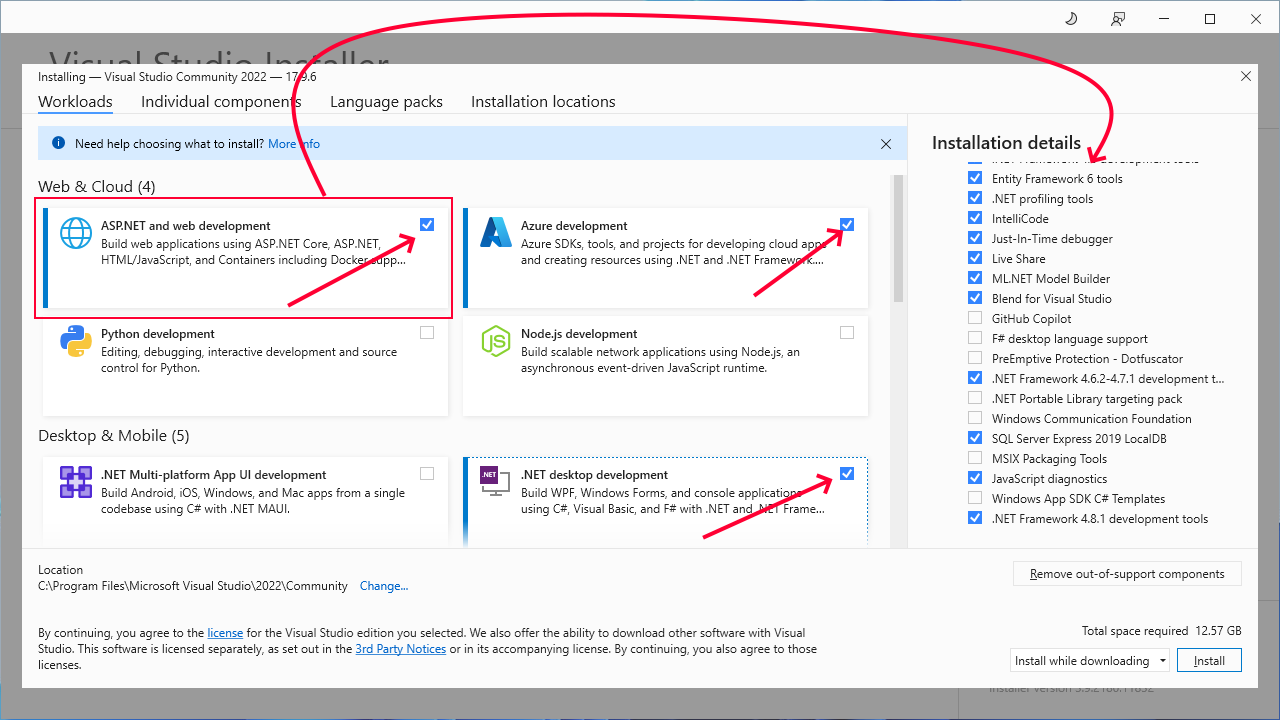 Visual Studio Installer
Installing — Visual Studio Community 2022 — 17.9.6
Workloads
Individual components
Language packs
Installation locations
Need help choosing what to install? More info
Web & Cloud (4)
ASP.NET and web development
Build web applications using ASP.NET Core, ASP.NET,
HTML/JavaScript, and Containers including Docker supp...
Azure development
Azure SDKs, tools, and projects for developing cloud apps
and creating resources using .NET and .NET Framework....
Python development
Editing, debugging, interactive development and source
control for Python.
Node.js development
Build scalable network applications using Node.js, an
asynchronous event-driven JavaScript runtime.
Desktop & Mobile (5)
.NET Multi-platform App UI development
Build Android, iOS, Windows, and Mac apps from a single
codebase using C# with .NET MAUI.
.NET
.NET desktop development
Build WPF, Windows Forms, and console applications
using C#, Visual Basic, and F# with .NET and .NET Frame...
Installation details
development tools
Entity Framework 6 tools
.NET profiling tools
IntelliCode
Just-In-Time debugger
Live Share
ML.NET Model Builder
Blend for Visual Studio
GitHub Copilot
F# desktop language support
PreEmptive Protection - Dotfuscator
.NET Framework 4.6.2-4.7.1 development t...
.NET Portable Library targeting pack
Windows Communication Foundation
SQL Server Express 2019 LocalDB
MSIX Packaging Tools
JavaScript diagnostics
Windows App SDK C# Templates
.NET Framework 4.8.1 development tools
Location
C:\Program Files\Microsoft Visual Studio\2022\Community Change...
Remove out-of-support components
By continuing, you agree to the license for the Visual Studio edition you selected. We also offer the ability to download other software with Visual
Studio. This software is licensed separately, as set out in the 3rd Party Notices or in its accompanying license. By continuing, you also agree to those
licenses.
Total space required 12.57 GB
Install while downloading
Install